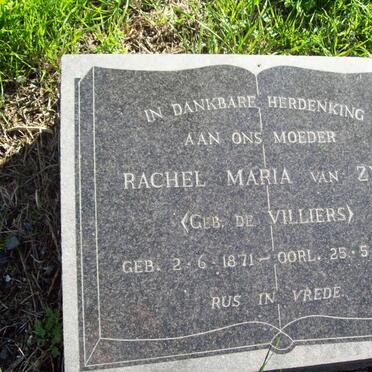 IN DANKBARE HERDENKING
AAN ONS MOEDER
RACHEL MARIA VAN
(GEB. DE VILLIERS)
GEB. 2-6-1871 - OORL. 25.5
RUS IN VREDE.